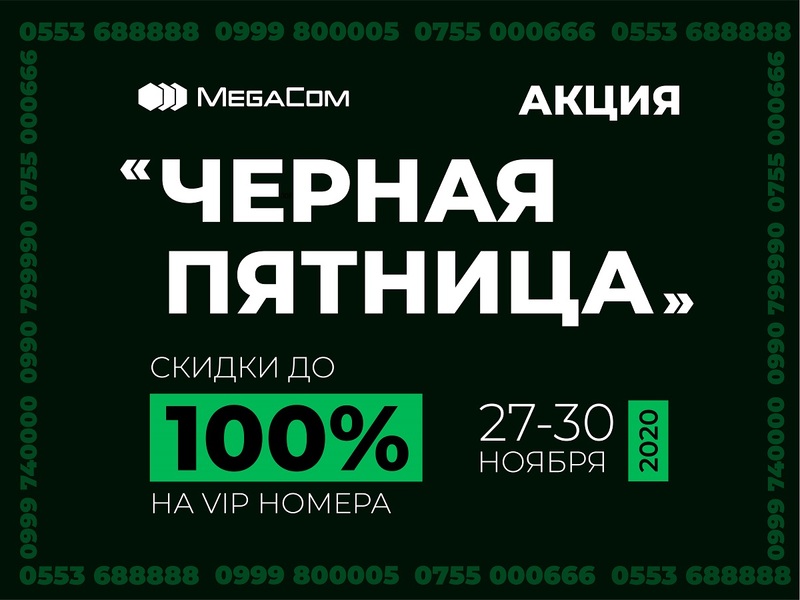 0553 688888 0999 800005 0755 000666 0553 688888
0999 740000 0990 799990 0755 000666
MEGACOM
АКЦИЯ
«ЧЕРНАЯ
ПЯТНИЦА»
СКИДКИ ДО
100%
НА VIP НОМЕРА
27-30
НОЯБРЯ
2020
0999 740000 0990 799990 0755 000666
0553 688888 0999 800005 0755 000666 0553 688888